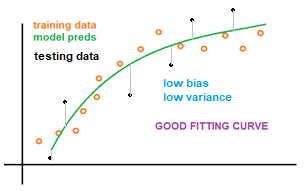 training data
model preds
testing data
low bias
low variance
GOOD FITTING CURVE